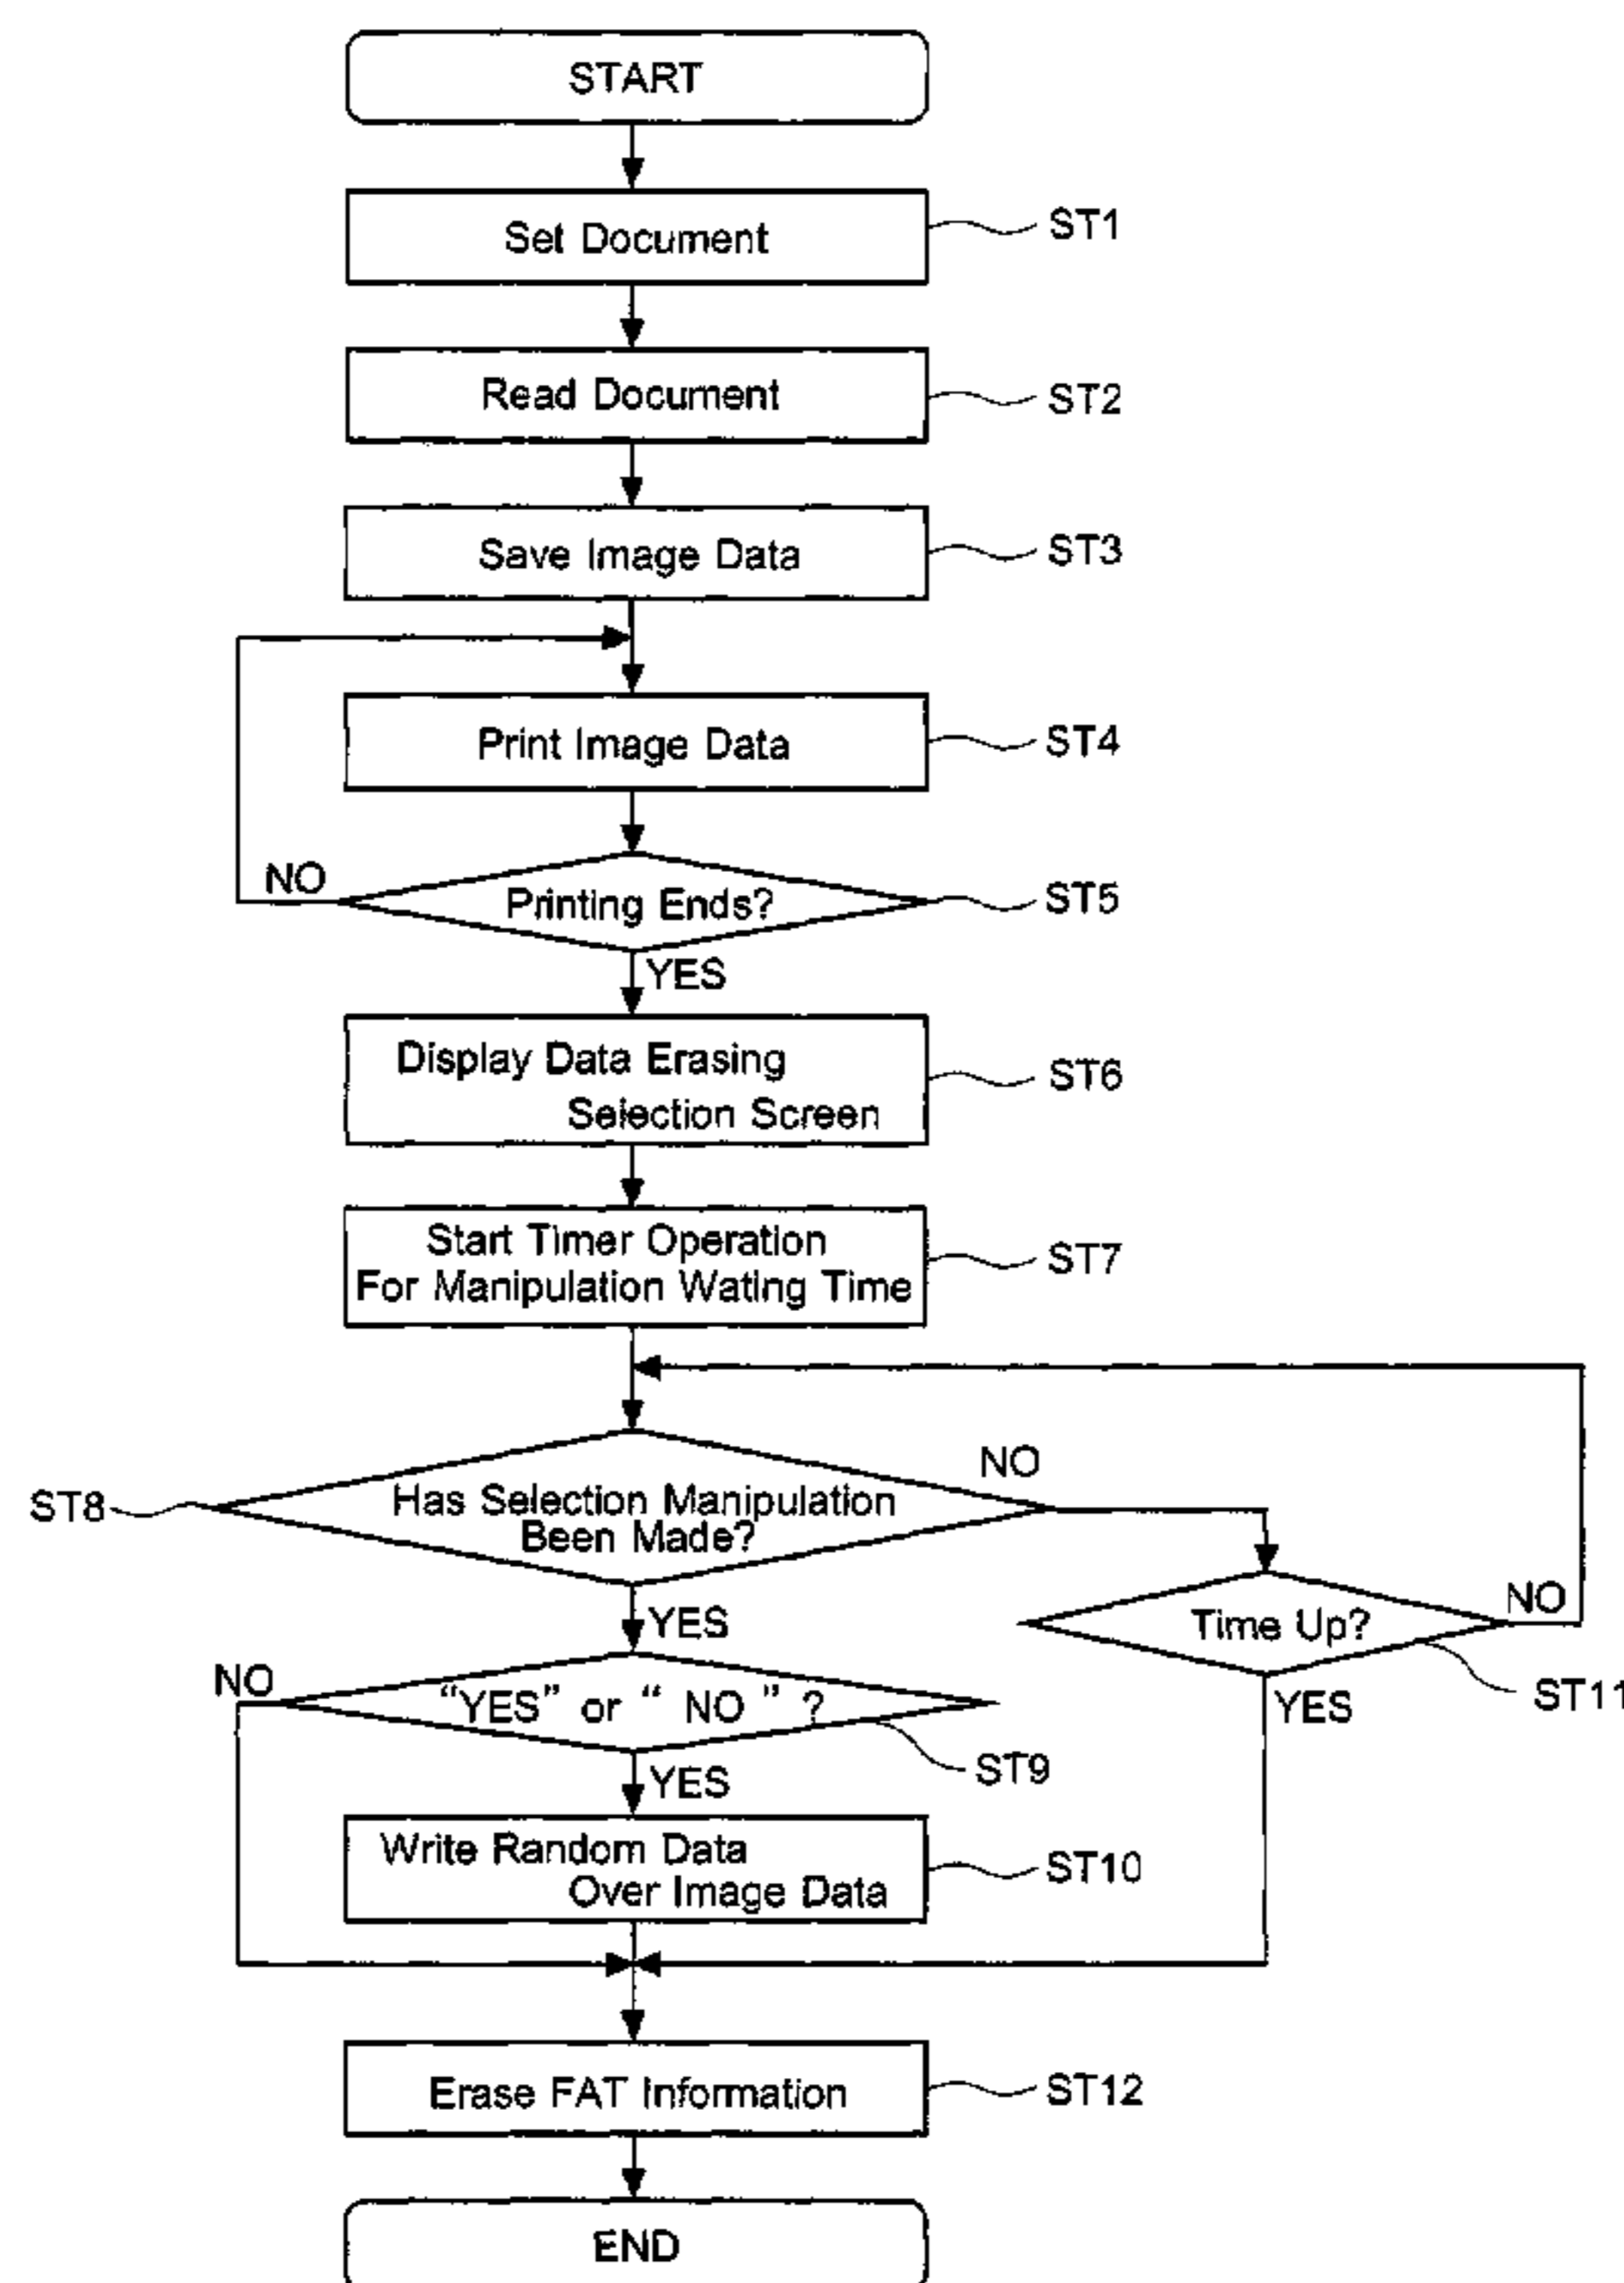 START
Set Document
ST1
Read Document
ST2
Save Image Data
ST3
Print Image Data
ST4
NO
Printing Ends?
ST5
YES
Display Data Erasing
Selection Screen
ST6
Start Timer Operation
For Manipulation Wating Time
ST7
NO
ST8
Has Selection Manipulation
Been Made?
YES
Time Up?
NO
ST11
YES
NO
“YES” or “ NO ” ?
ST9
YES
Write Random Data
Over Image Data
ST10
Erase FAT Information
ST12
END